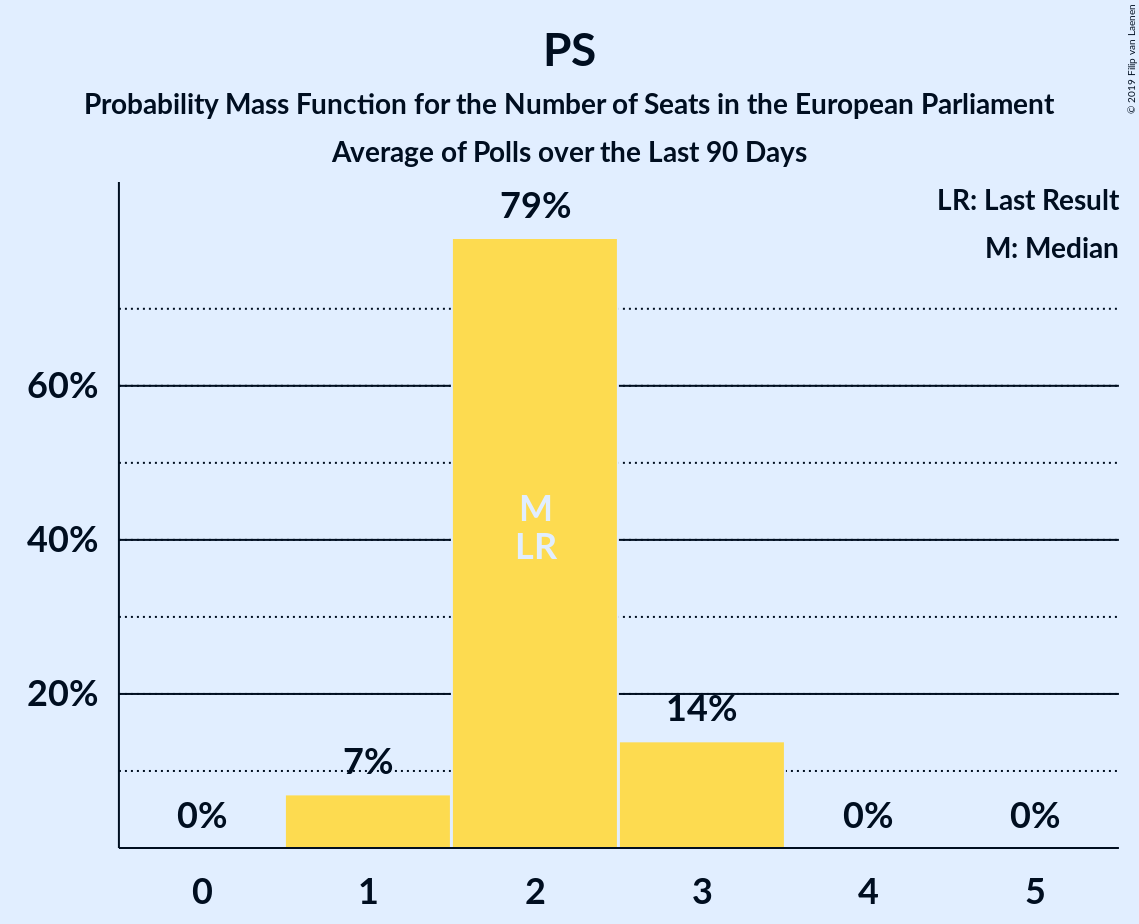 PS
Probability Mass Function for the Number of Seats in the European Parliament
Average of Polls over the Last 90 Days
© 2019 Filip van Laenen
LR: Last Result
M: Median
79%
60%
40%
20%
M
LR
14%
7%
0%
0%
0%
0
1
2
3
4
5